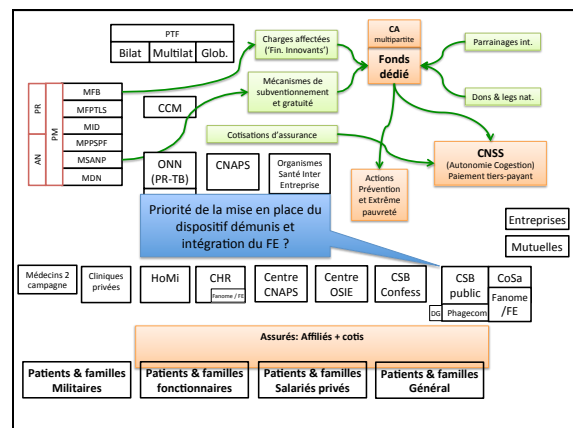 PTF
Bilat
Multilat
Glob.
Charges affectées
('Fin. Innovants')
CA
multipartite
Fonds
dédié
Parrainages int.
Mécanismes de
subventionnement
et gratuité
Dons & legs nat.
PR
AN
PM
MFB
MFPTLS
MID
MPPSPF
MSANP
MDN
CCM
Cotisations d'assurance
CNSS
(Autonomie Cogestion)
Paiement tiers-payant
ONN
(PR-TB)
CNAPS
Organismes
Santé Inter
Entreprise
Actions
Prévention
et Extrême
pauvreté
Priorité de la mise en place du
dispositif démunis et
intégration du FE ?
Entreprises
Mutuelles
Médecins 2
campagne
Cliniques
privées
HoMi
CHR
Fanome / FE
Centre
CNAPS
Centre
OSIE
CSB
Confess
CSB
public
DG
Phagecom
CoSa
Fanome
/FE
Assurés: Affiliés + cotis
Patients & familles
Militaires
Patients & familles
fonctionnaires
Patients & familles
Salariés privés
Patients & familles
Général